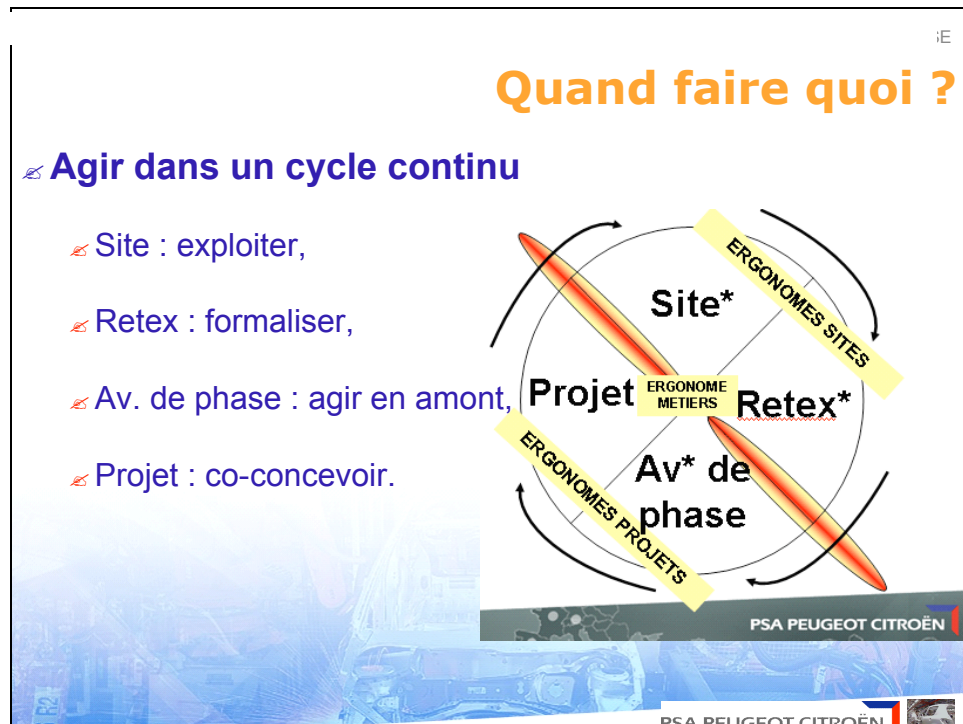 Quand faire quoi ?
Agir dans un cycle continu
Site : exploiter,
Retex : formaliser,
Av. de phase : agir en amont,
Projet : co-concevoir.
ERGONOMES SITES
Site*
Projet
ERGONOME
METIERS
Retex*
Av* de
phase
ERGONOMES PROJETS
PSA PEUGEOT CITROËN
PSA PEUGEOT CITROËN